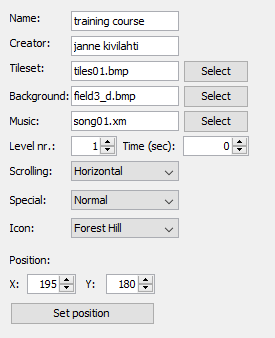 Name: training course
Creator: janne kivilahti
Tileset: tiles01.bmp Select
Background: field3_d.bmp Select
Music: song01.xm Select
Level nr.: 1 Time (sec): 0
Scrolling: Horizontal
Special: Normal
Icon: Forest Hill
Position:
X: 195 Y: 180
Set position